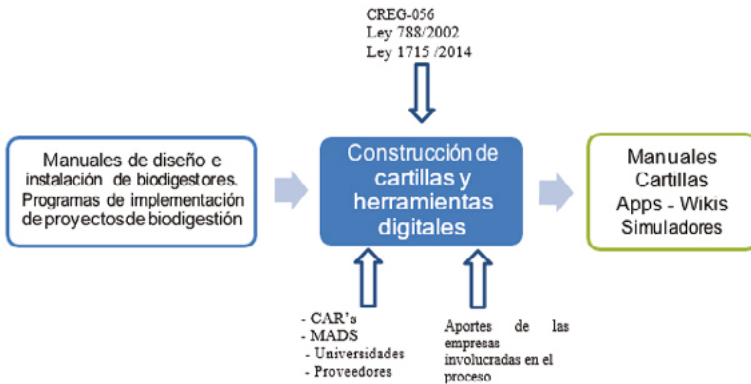 CREG-056
Ley 788/2002
Ley 1715 /2014
Manuales de diseño e
instalación de biodigestores.
Programas de implementación
de proyectos de biodigestión
Construcción de
cartillas y
herramientas
digitales
Manuales
Cartillas
Apps - Wikis
Simuladores
- CAR's
- MADS
- Universidades
- Proveedores
Aportes de las
empresas
involucradas en el
proceso